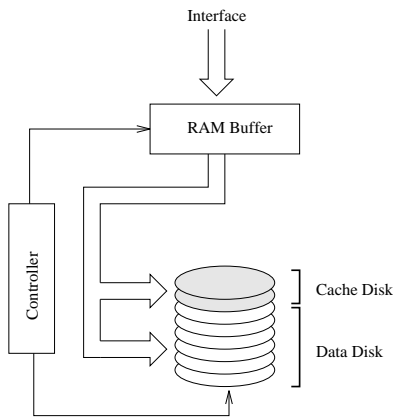 Interface
RAM Buffer
Controller
Cache Disk
Data Disk